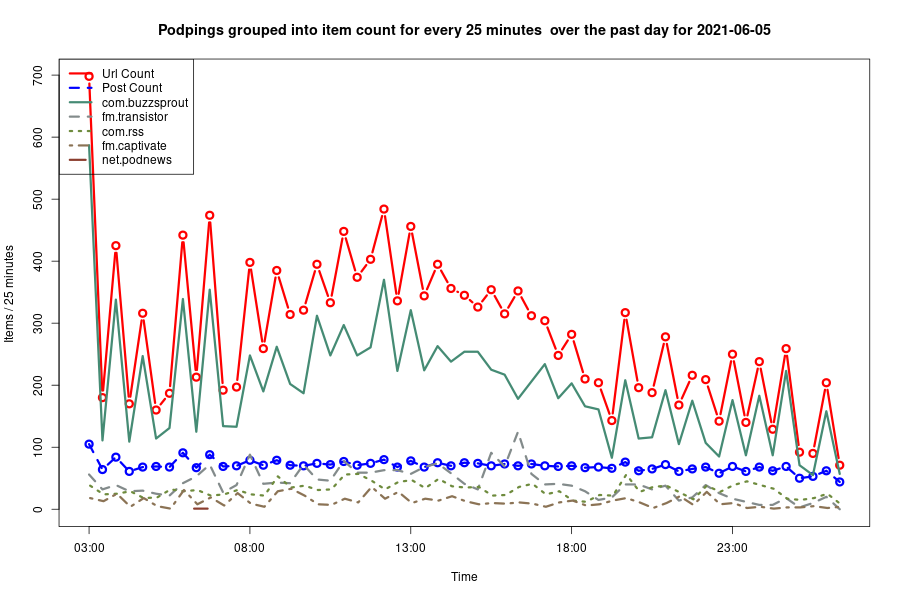 Podpings grouped into item count for every 25 minutes  over the past day for 2021-06-05
Url Count
Post Count
com.buzzsprout
fm.transistor
com.rss
fm.captivate
net.podnews
Items / 25 minutes
700
600
500
400
300
200
100
0
03:00 08:00 13:00 18:00 23:00
Time